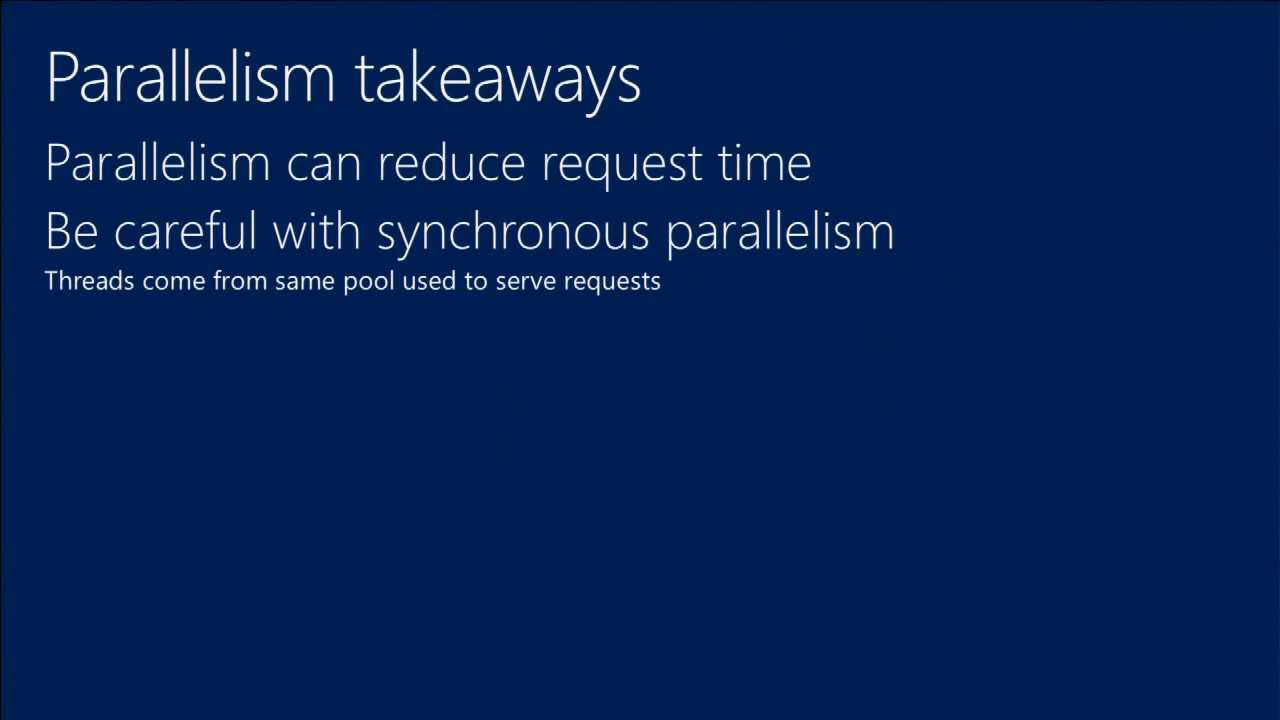 Parallelism takeaways
Parallelism can reduce request time
Be careful with synchronous parallelism
Threads come from same pool used to serve requests